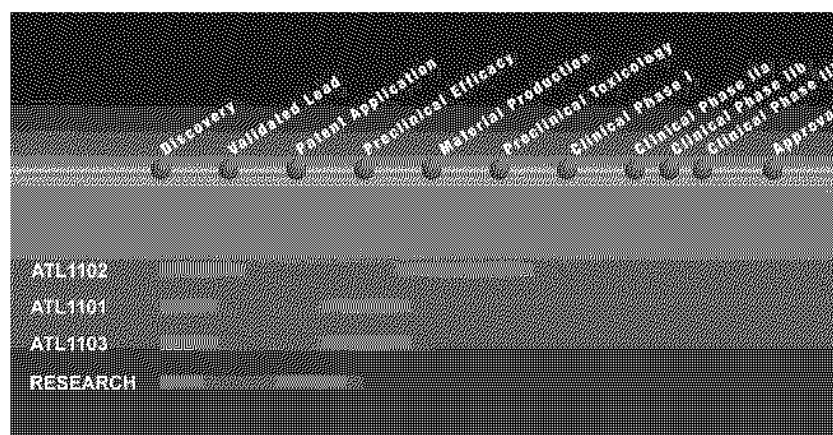 Discovery
Validated Lead
Patent Application
Preclinical Efficacy
Material Production
Preclinical Toxicology
Clinical Phase I
Clinical Phase IIa
Clinical Phase IIb
Clinical Phase
ATL1102
ATL1101
ATL1103
RESEARCH